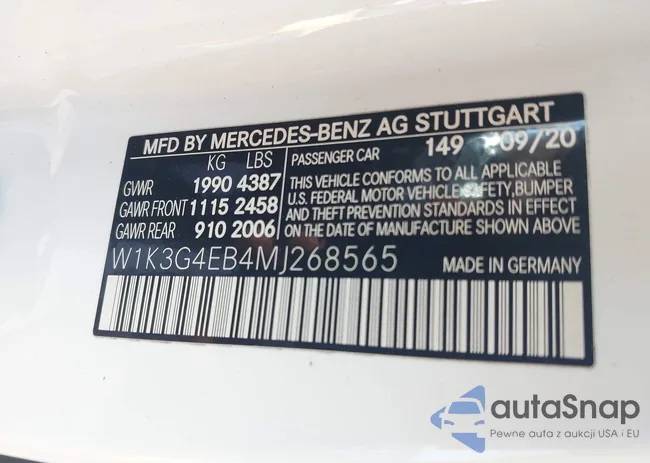 MFD BY MERCEDES-BENZ AG STUTTGART
KG LBS PASSENGER CAR 149 09/20
GVWR 1990 4387
GAWR FRONT 1115 2458
GAWR REAR 910 2006
THIS VEHICLE CONFORMS TO ALL APPLICABLE
U.S. FEDERAL MOTOR VEHICLE SAFETY, BUMPER
AND THEFT PREVENTION STANDARDS IN EFFECT
ON THE DATE OF MANUFACTURE SHOWN ABOVE
W1K3G4EB4MJ268565 MADE IN GERMANY
autaSnap
Pewne auta z aukcji USA i EU